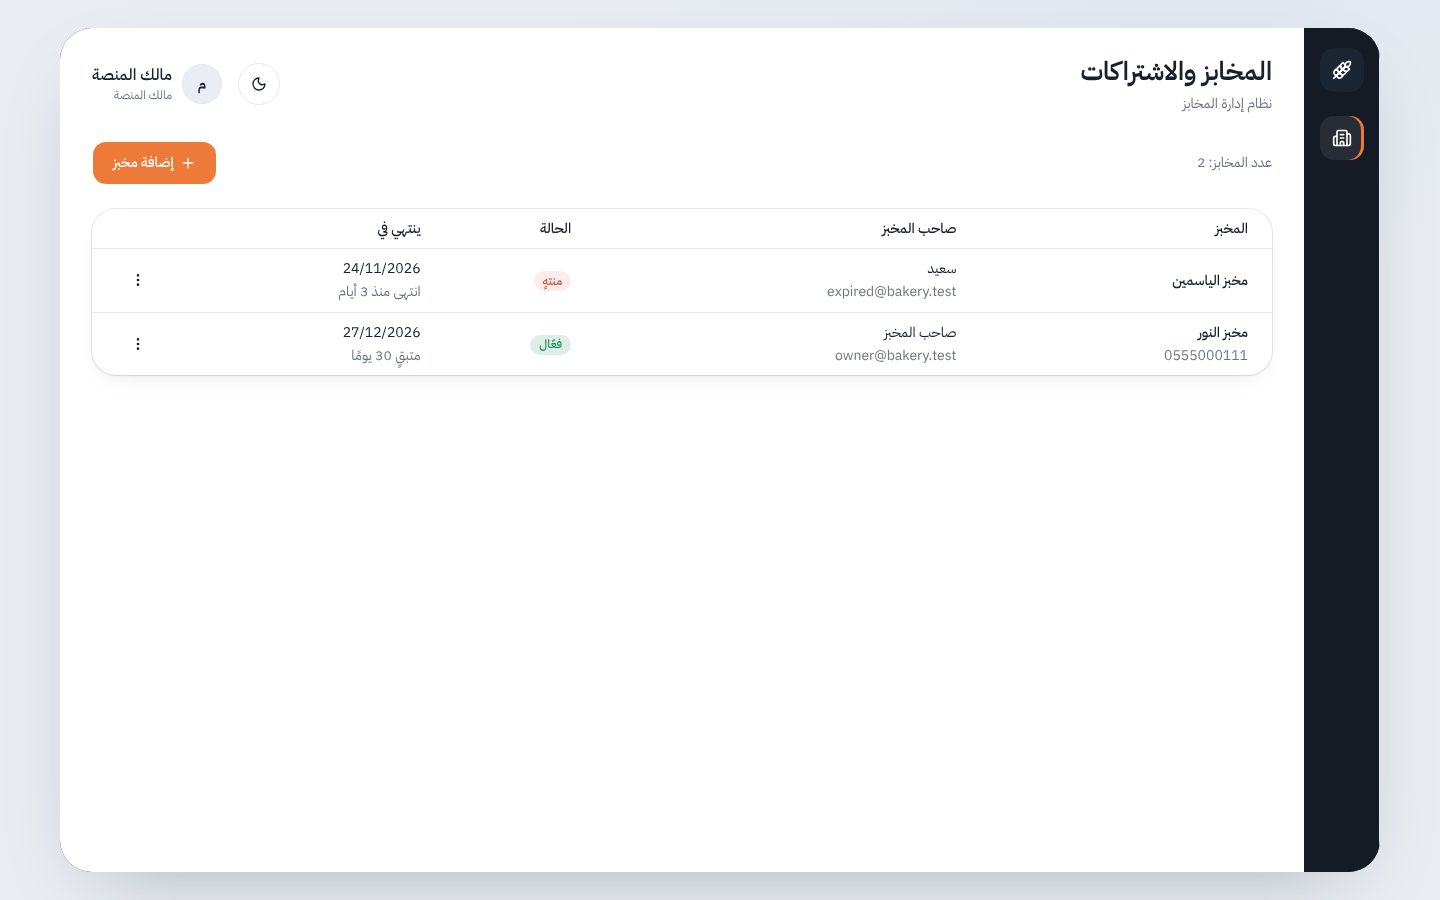 المخابز والاشتراكات
نظام إدارة المخابز
م
مالك المنصة
مالك المنصة
عدد المخابز: 2
إضافة مخبز
المخبز
صاحب المخبز
الحالة
ينتهي في
مخبز الياسمين
سعيد
expired@bakery.test
منتهٍ
24/11/2026
انتهى منذ 3 أيام
مخبز النور
0555000111
صاحب المخبز
owner@bakery.test
فعّال
27/12/2026
متبقٍ 30 يومًا